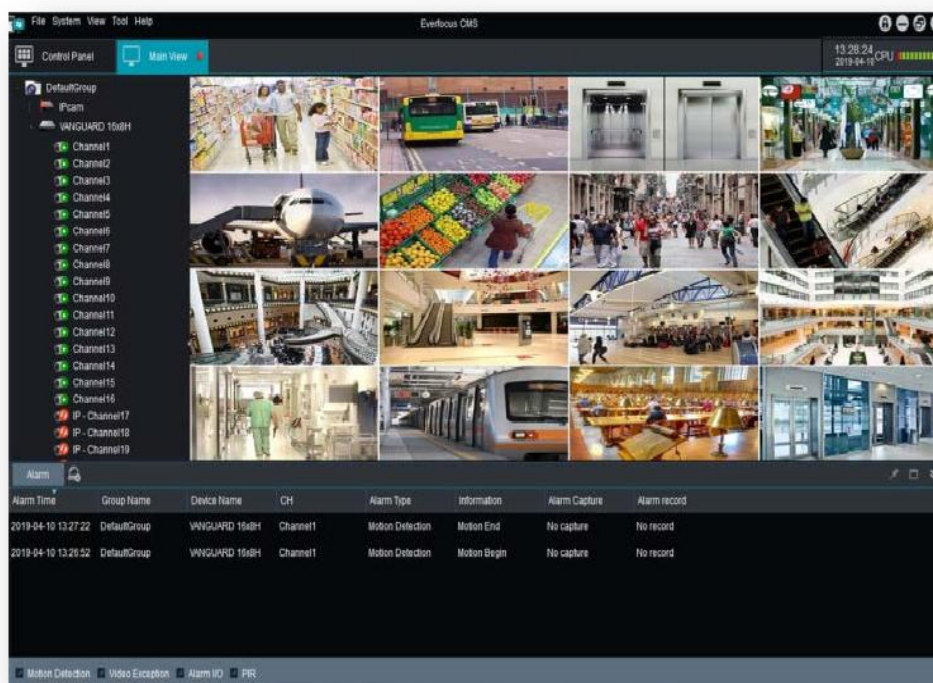 File System View Tool Help
Everfocus CMS
Control Panel
Main View
13:28:24
2019-04-10
CPU
DefaultGroup
IPcam
VANGUARD 16x8H
Channel1
Channel2
Channel3
Channel4
Channel5
Channel6
Channel7
Channel8
Channel9
Channel10
Channel11
Channel12
Channel13
Channel14
Channel15
Channel16
IP - Channel17
IP - Channel18
IP - Channel19
Alarm
Alarm Time Group Name Device Name CH Alarm Type Information Alarm Capture Alarm record
2019-04-10 13:27:22 DefaultGroup VANGUARD 16x8H Channel1 Motion Detection Motion End No capture No record
2019-04-10 13:26:52 DefaultGroup VANGUARD 16x8H Channel1 Motion Detection Motion Begin No capture No record
Motion Detection Video Exception Alarm I/O PIR